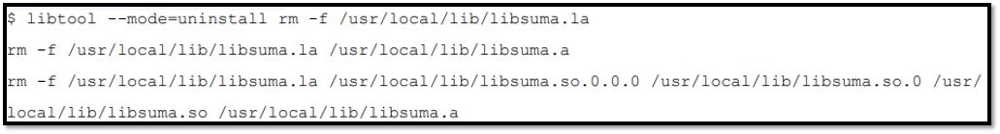 $ libtool --mode=uninstall rm -f /usr/local/lib/libsuma.la
rm -f /usr/local/lib/libsuma.la /usr/local/lib/libsuma.a
rm -f /usr/local/lib/libsuma.la /usr/local/lib/libsuma.so.0.0.0 /usr/local/lib/libsuma.so.0 /usr/
local/lib/libsuma.so /usr/local/lib/libsuma.a